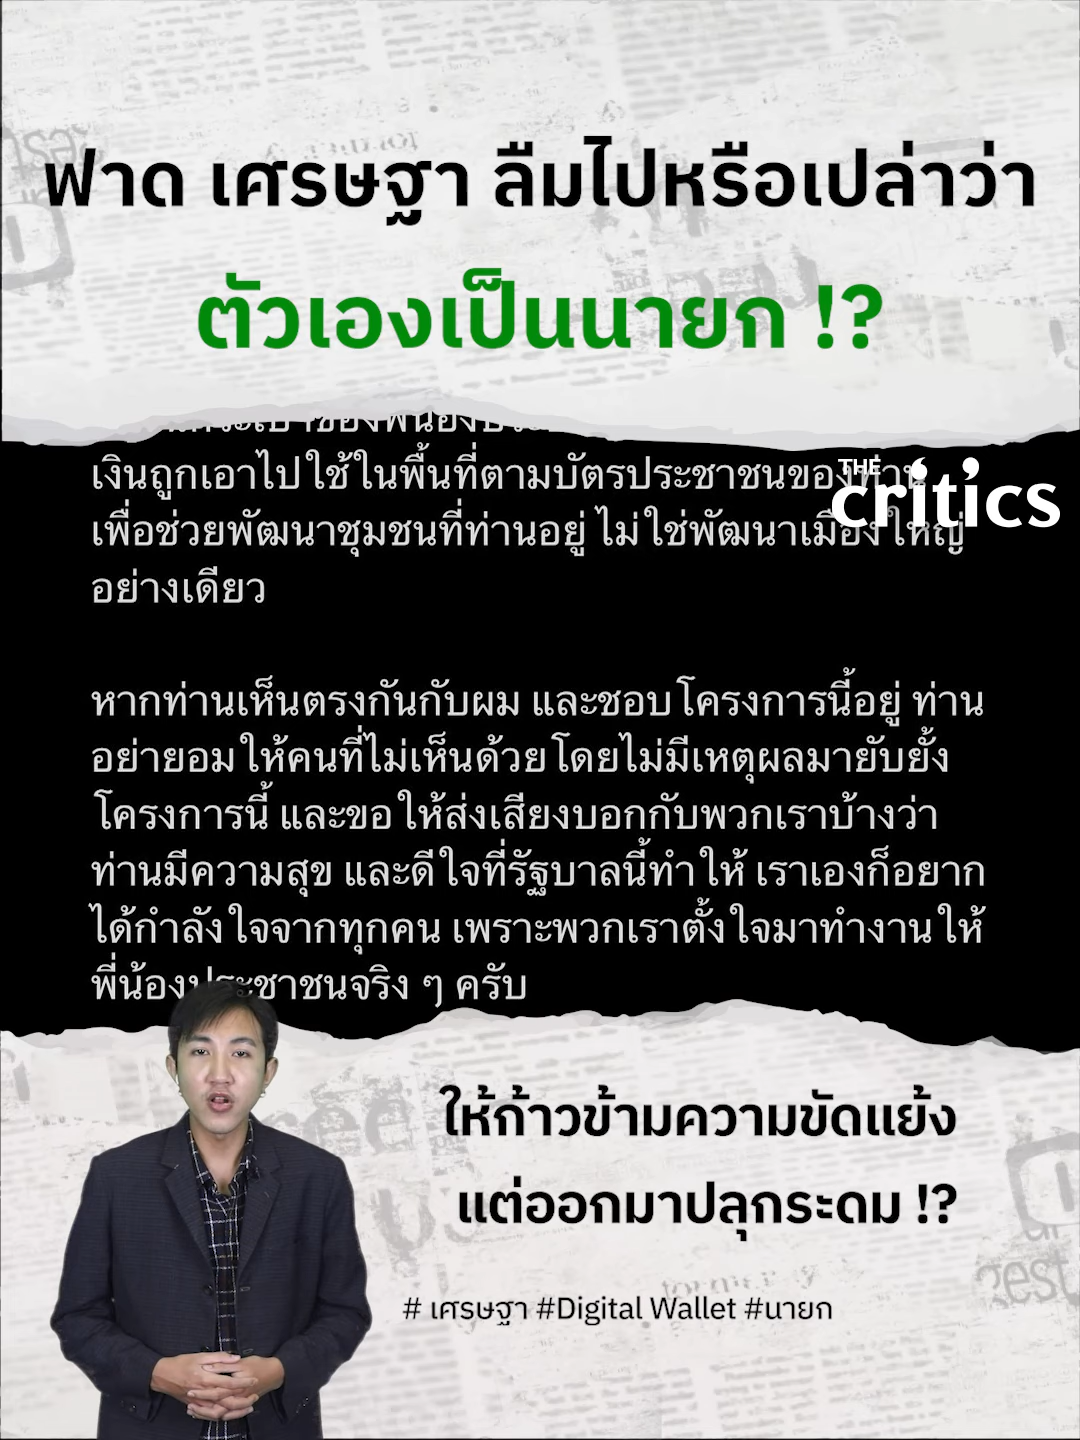 ฟาด เศรษฐา ลืมไปหรือเปล่าว่า
ตัวเองเป็นนายก !?
เงินถูกเอาไปใช้ในพื้นที่ตามบัตรประชาชนของท่าน
THE
critics
เพื่อช่วยพัฒนาชุมชนที่ท่านอยู่ ไม่ใช่พัฒนาเมืองใหญ่
อย่างเดียว
หากท่านเห็นตรงกันกับผม และชอบโครงการนี้อยู่ ท่าน
อย่ายอมให้คนที่ไม่เห็นด้วยโดยไม่มีเหตุผลมายับยั้ง
โครงการนี้ และขอให้ส่งเสียงบอกกับพวกเราบ้างว่า
ท่านมีความสุข และดีใจที่รัฐบาลนี้ทำให้ เราเองก็อยาก
ได้กำลังใจจากทุกคน เพราะพวกเราตั้งใจมาทำงานให้
พี่น้องประชาชนจริง ๆ ครับ
ให้ก้าวข้ามความขัดแย้ง
แต่ออกมาปลุกระดม !?
# เศรษฐา #Digital Wallet #นายก